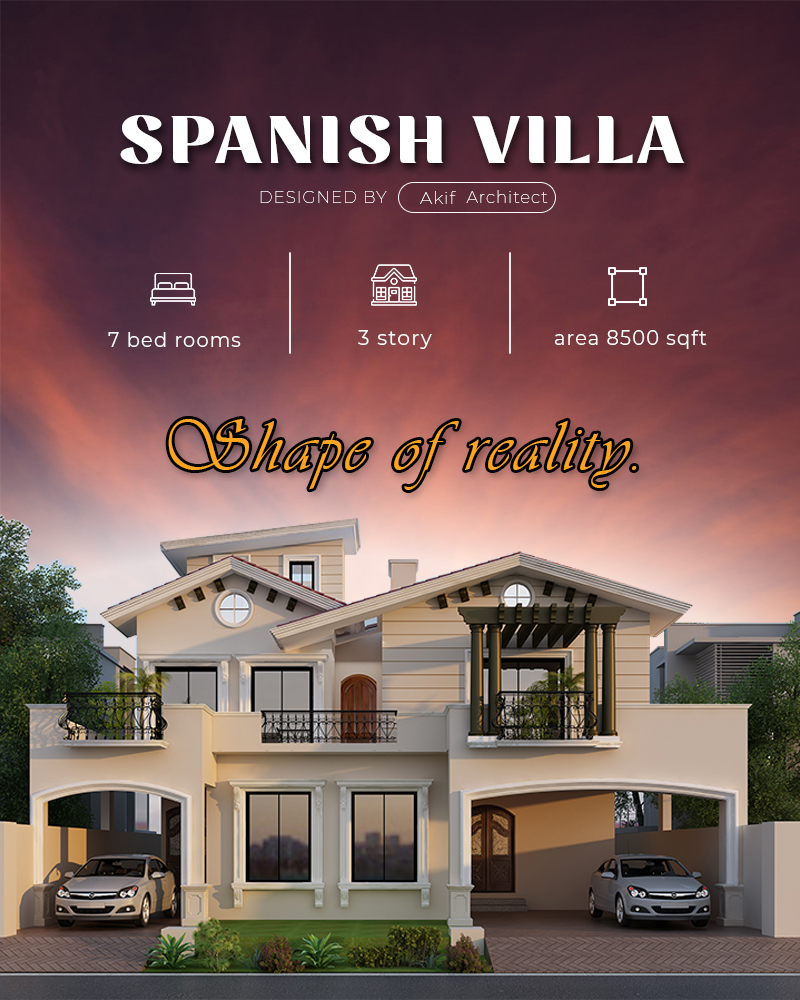 SPANISH VILLA
DESIGNED BY Akif Architect
7 bed rooms
3 story
area 8500 sqft
Shape of reality.